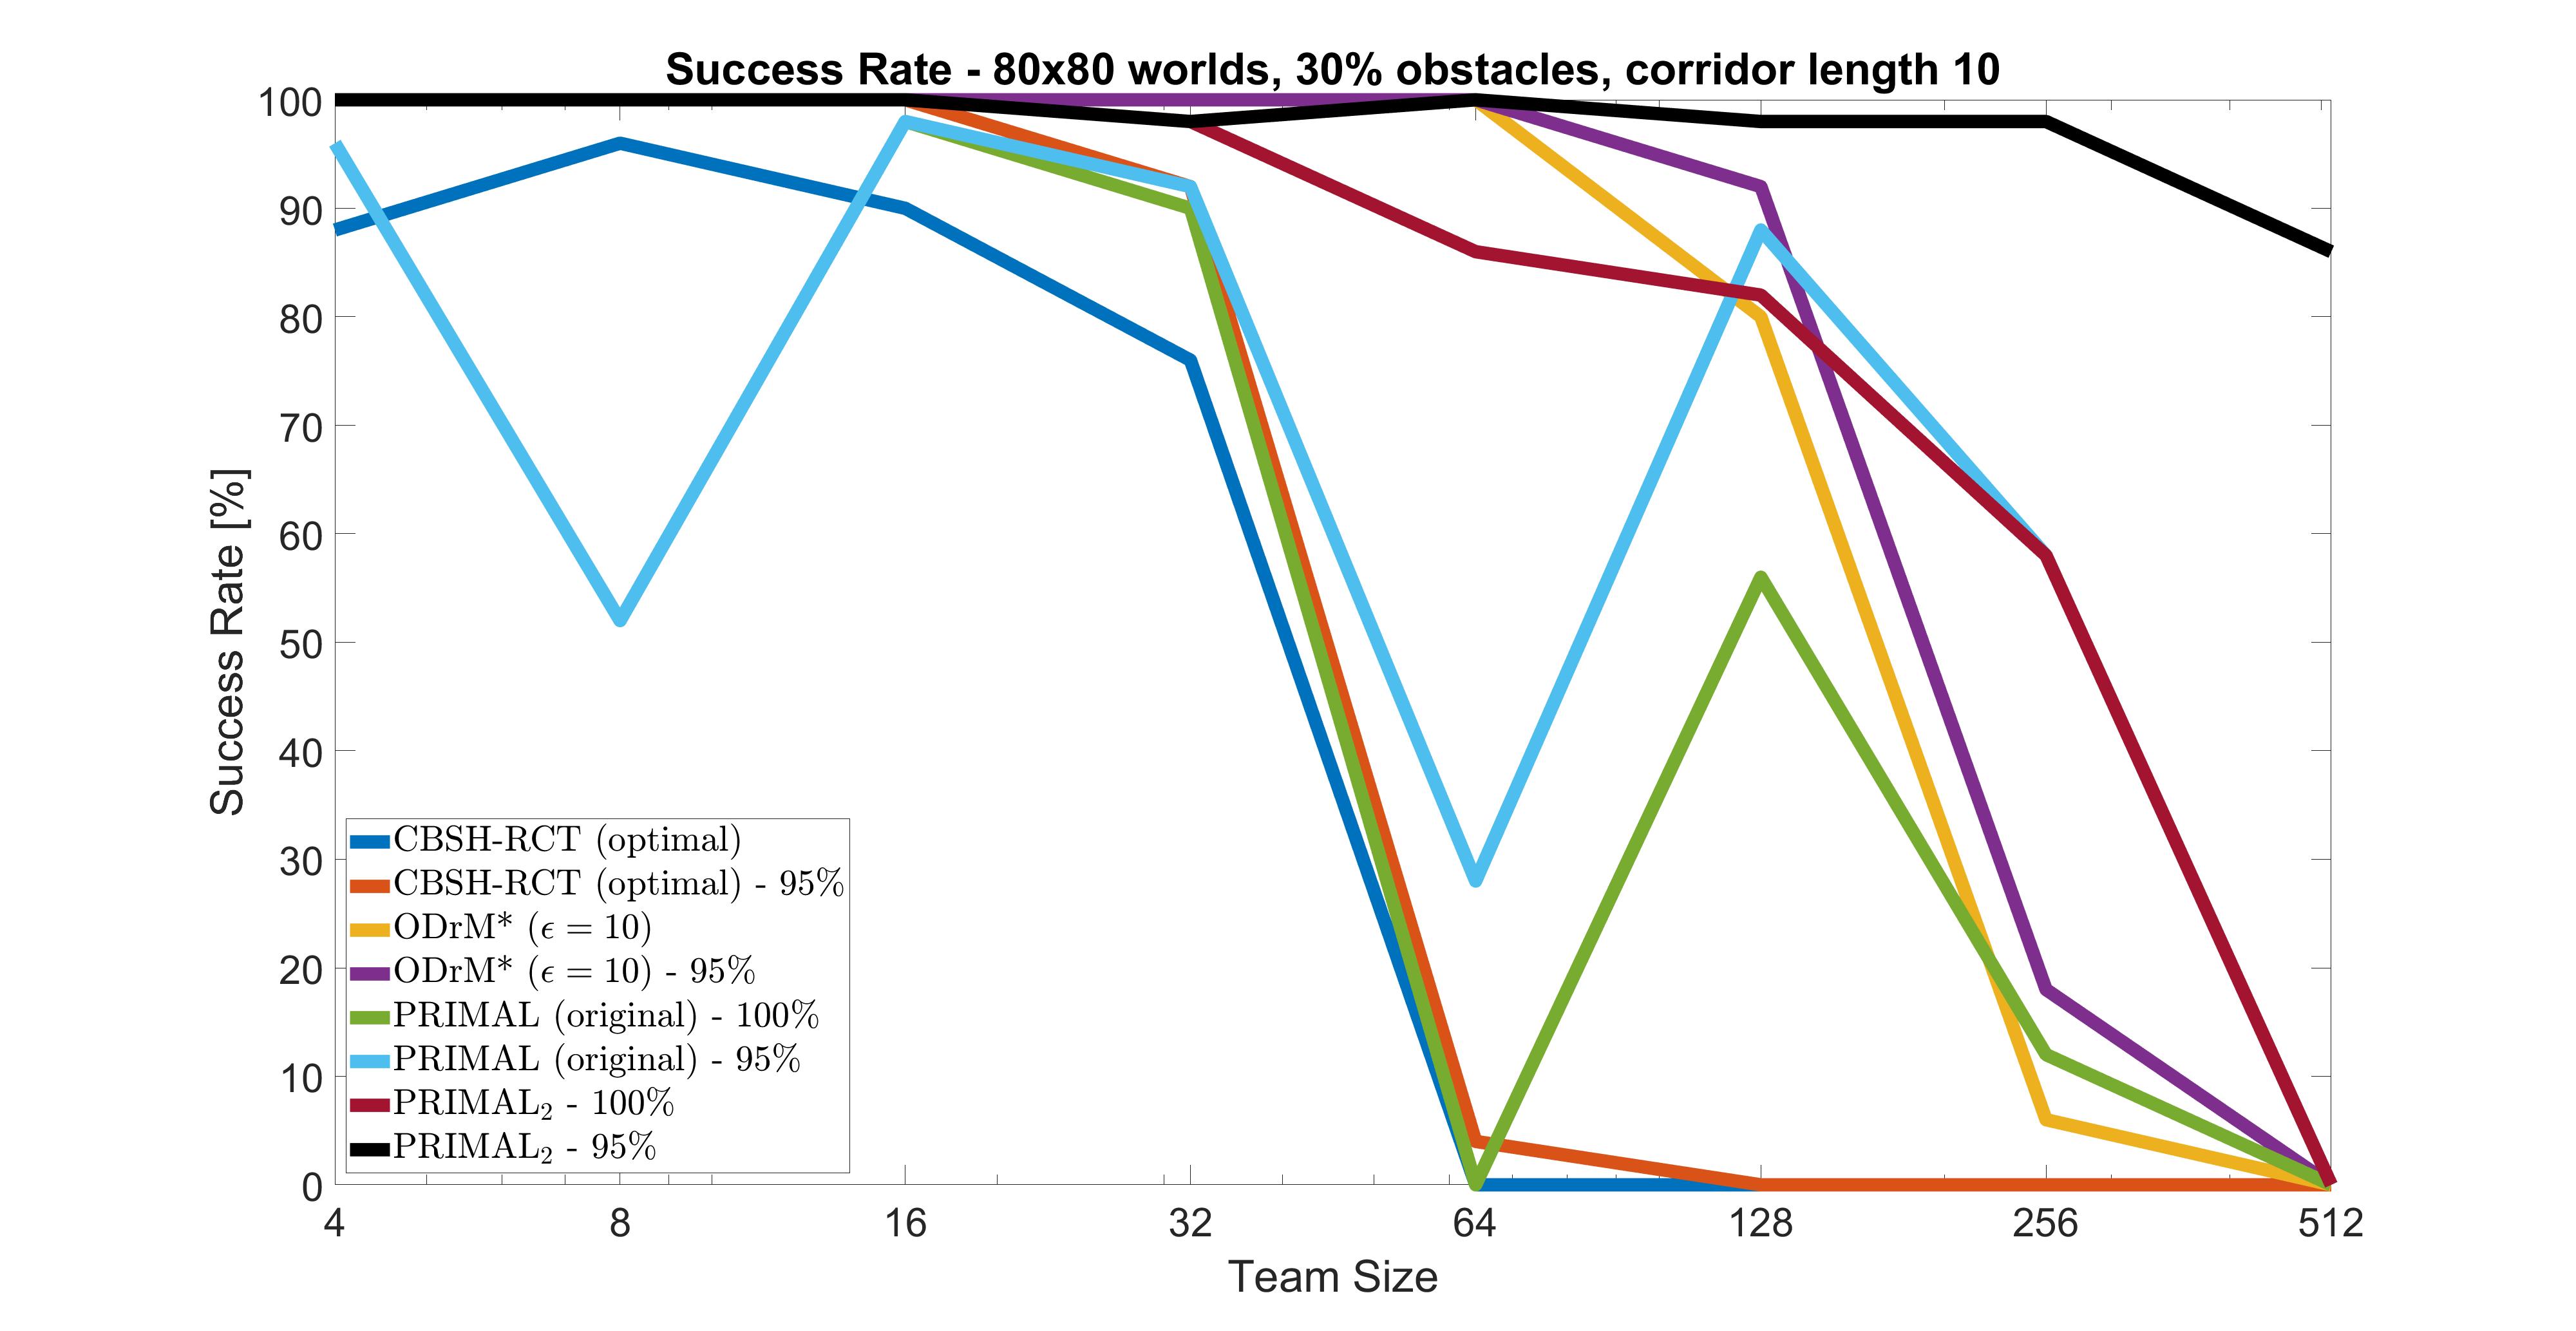 Success Rate - 80x80 worlds, 30% obstacles, corridor length 10
Success Rate [%]
100
90
80
70
60
50
40
30
20
10
0
CBSH-RCT (optimal)
CBSH-RCT (optimal) - 95%
ODrM* (ϵ = 10)
ODrM* (ϵ = 10) - 95%
PRIMAL (original) - 100%
PRIMAL (original) - 95%
PRIMAL₂ - 100%
PRIMAL₂ - 95%
4 8 16 32 64 128 256 512
Team Size